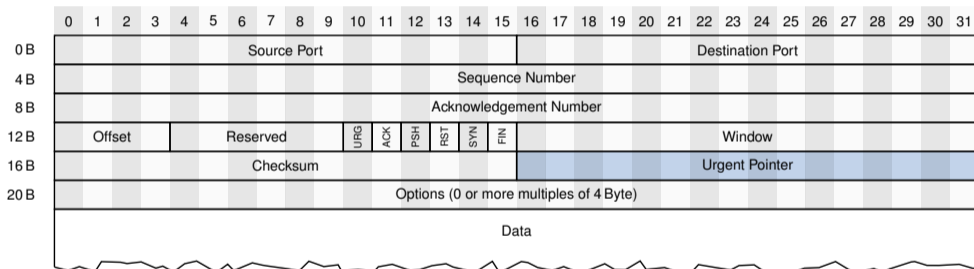 0 1 2 3 4 5 6 7 8 9 10 11 12 13 14 15 16 17 18 19 20 21 22 23 24 25 26 27 28 29 30 31
0 B Source Port Destination Port
4 B Sequence Number
8 B Acknowledgement Number
12 B Offset Reserved URG ACK PSH RST SYN FIN Window
16 B Checksum Urgent Pointer
20 B Options (0 or more multiples of 4 Byte)
Data